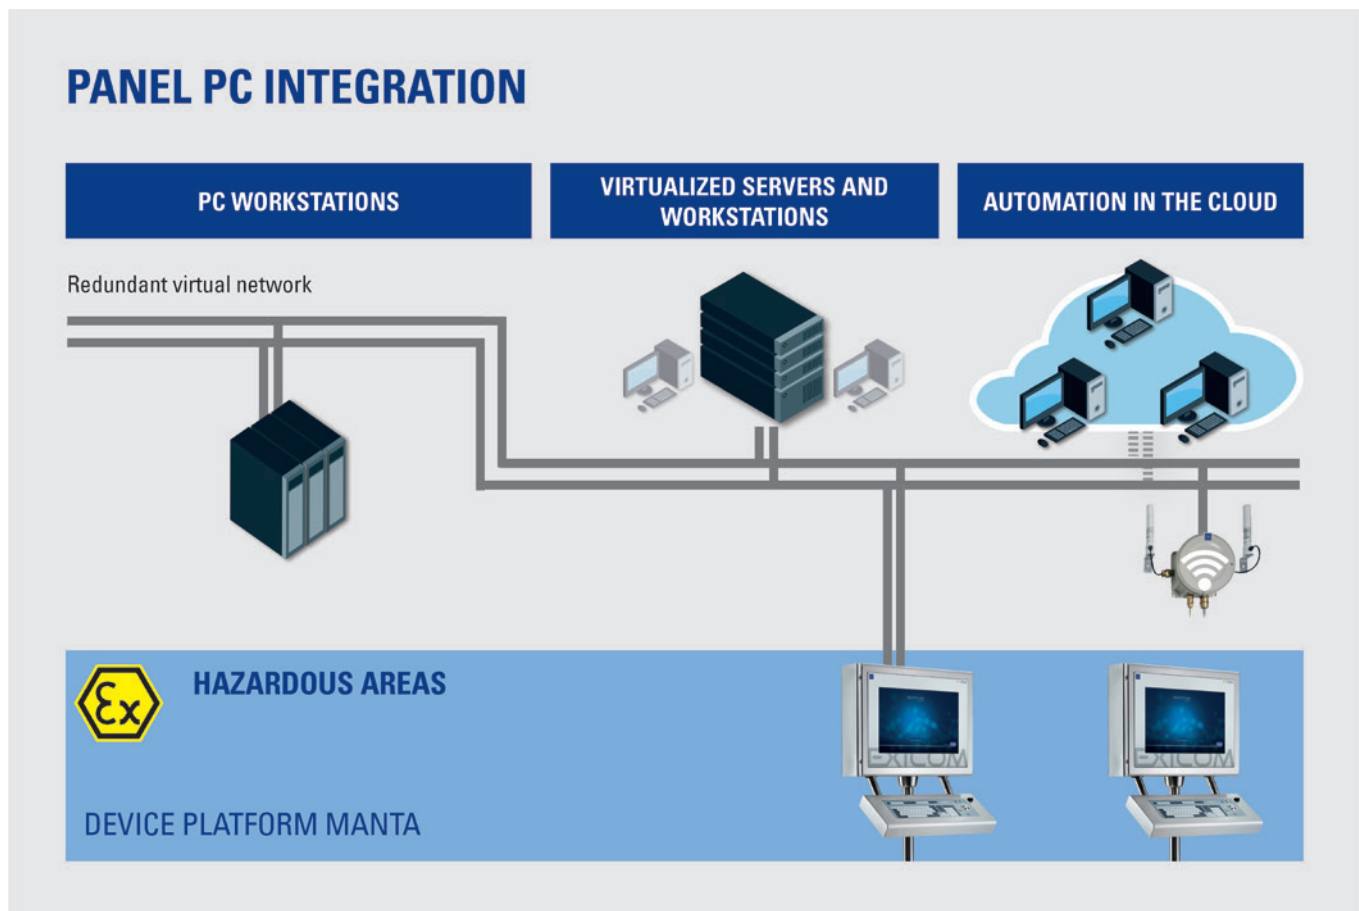 PANEL PC INTEGRATION
PC WORKSTATIONS
VIRTUALIZED SERVERS AND
WORKSTATIONS
AUTOMATION IN THE CLOUD
Redundant virtual network
Ex
HAZARDOUS AREAS
EXICOM
EXICOM
DEVICE PLATFORM MANTA